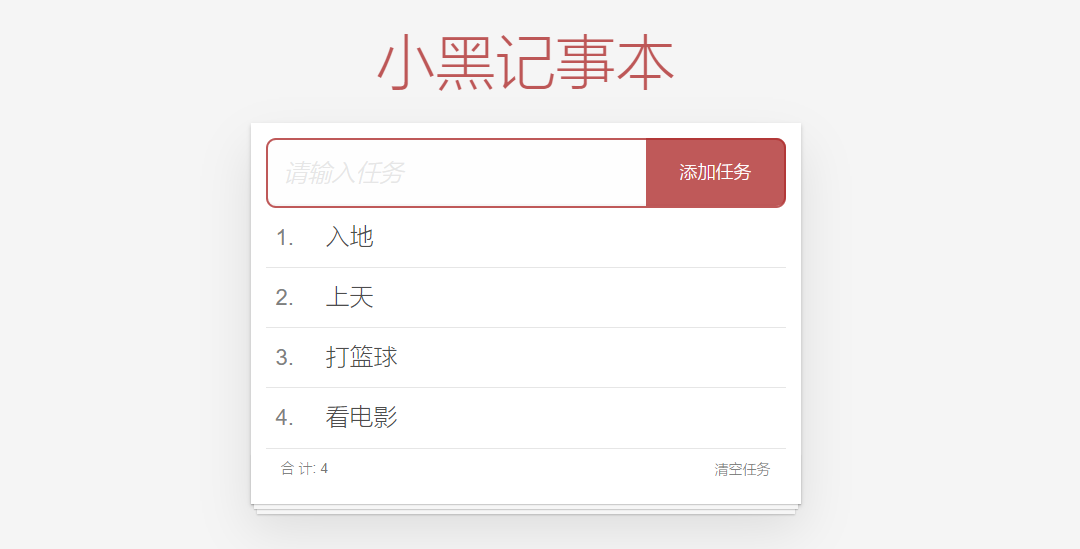 小黑记事本
请输入任务 添加任务
1. 入地
2. 上天
3. 打篮球
4. 看电影
合 计: 4 清空任务